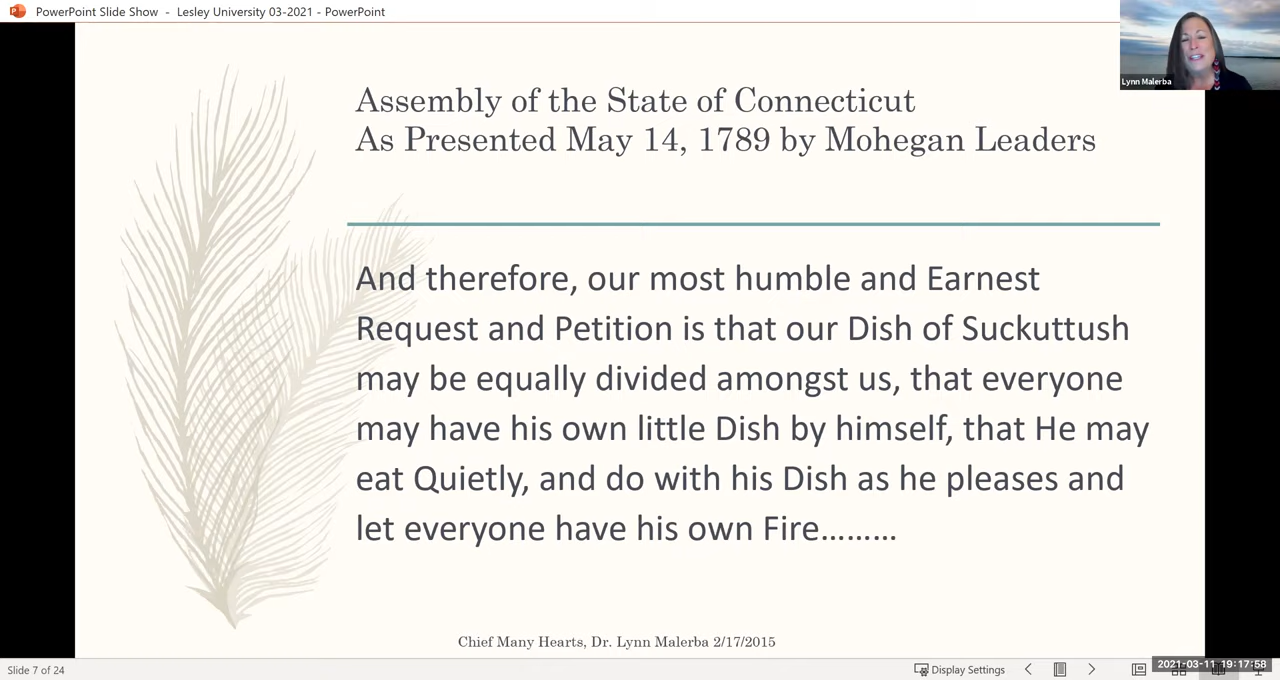 PowerPoint Slide Show - Lesley University 03-2021 - PowerPoint
Lynn Malerba
Assembly of the State of Connecticut
As Presented May 14, 1789 by Mohegan Leaders
And therefore, our most humble and Earnest
Request and Petition is that our Dish of Suckuttush
may be equally divided amongst us, that everyone
may have his own little Dish by himself, that He may
eat Quietly, and do with his Dish as he pleases and
let everyone have his own Fire………
Chief Many Hearts, Dr. Lynn Malerba 2/17/2015
Slide 7 of 24
Display Settings
2021-03-11 19:17:58